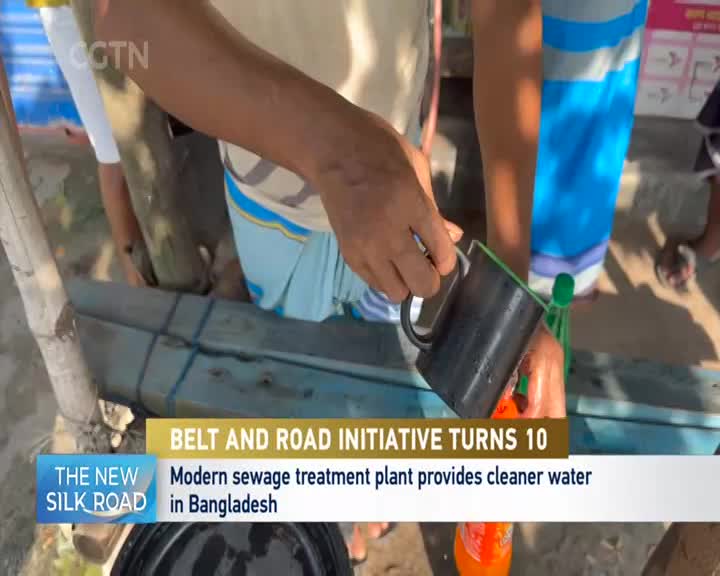 CGTN
BELT AND ROAD INITIATIVE TURNS 10
THE NEW
SILK ROAD
Modern sewage treatment plant provides cleaner water
in Bangladesh